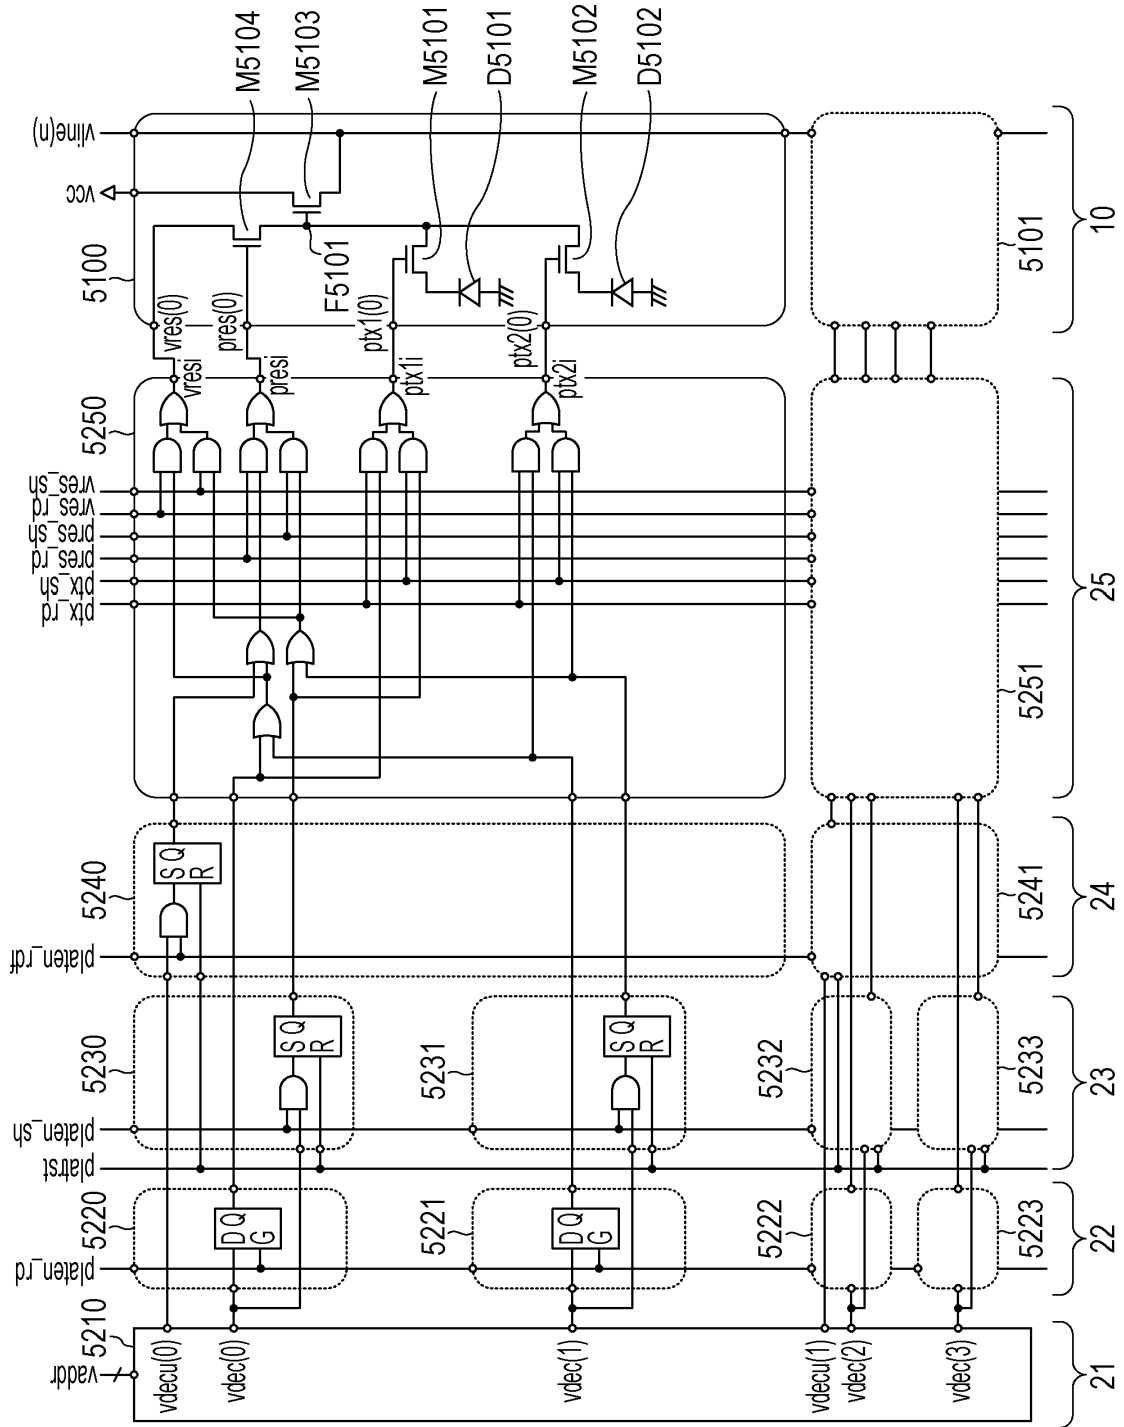 vaddr
5210
vdecu(0)
vdec(0)
vdec(1)
vdecu(1)
vdec(2)
vdec(3)
21
platen_rd
5220
D Q
G
5221
D Q
G
5222
5223
22
platrst
platen_sh
5230
S Q
R
5231
S Q
R
5232
5233
23
platen_rdf
5240
S Q
R
5241
24
ptx_rd
ptx_sh
pres_rd
pres_sh
vres_rd
vres_sh
5250
vresi
presi
ptx1i
ptx2i
5251
25
vres(0)
pres(0)
ptx1(0)
ptx2(0)
5100
F5101
vcc
vline(n)
5101
10
M5104
M5103
M5101
D5101
M5102
D5102